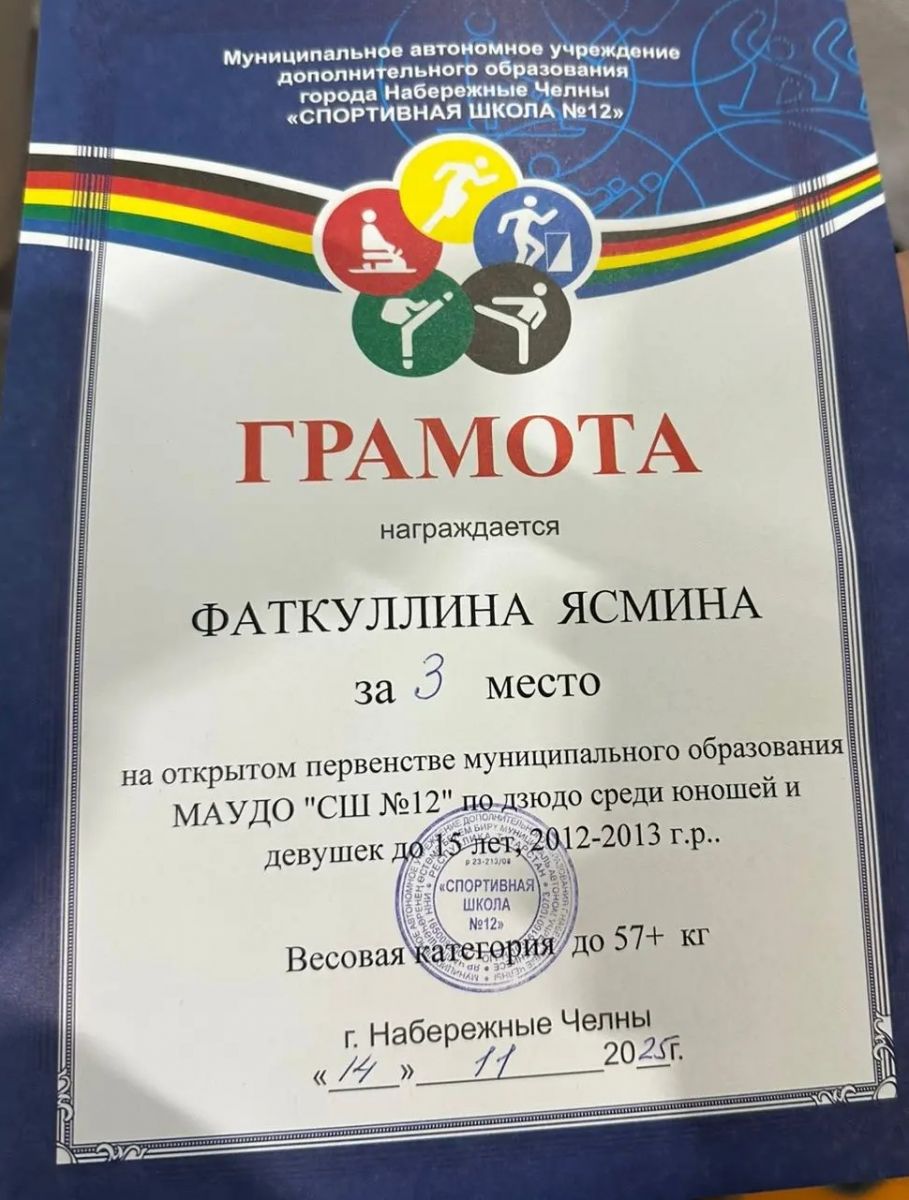 Муниципальное автономное учреждение
дополнительного образования
города Набережные Челны
«СПОРТИВНАЯ ШКОЛА №12»
ГРАМОТА
награждается
ФАТКУЛЛИНА ЯСМИНА
за 3 место
на открытом первенстве муниципального образования
МАУДО "СШ №12" по дзюдо среди юношей и
девушек до 15 лет, 2012-2013 г.р..
«СПОРТИВНАЯ
ШКОЛА
№12»
Весовая категория до 57+ кг
г. Набережные Челны
«14» 11 2025г.